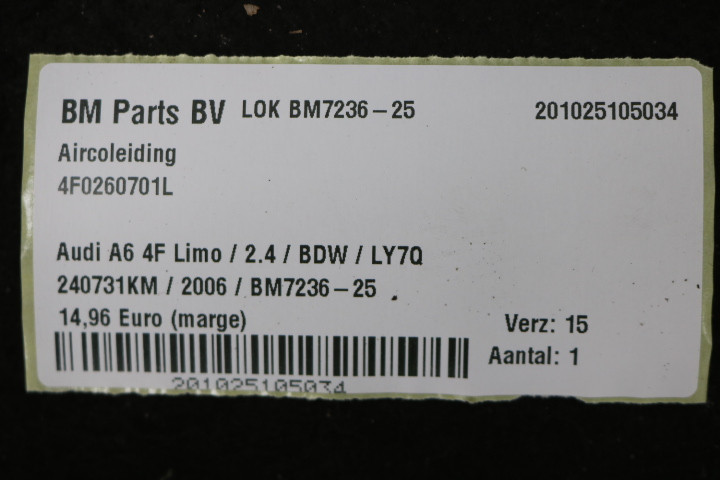 BM Parts BV LOK BM7236-25 201025105034
Aircoleiding
4F0260701L
Audi A6 4F Limo / 2.4 / BDW / LY7Q
240731KM / 2006 / BM7236-25
14,96 Euro (marge)
Verz: 15
Aantal: 1
201025105034